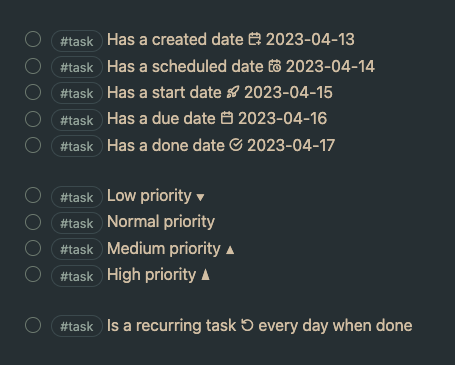 #task Has a created date 2023-04-13
#task Has a scheduled date 2023-04-14
#task Has a start date 2023-04-15
#task Has a due date 2023-04-16
#task Has a done date 2023-04-17
#task Low priority
#task Normal priority
#task Medium priority
#task High priority
#task Is a recurring task every day when done